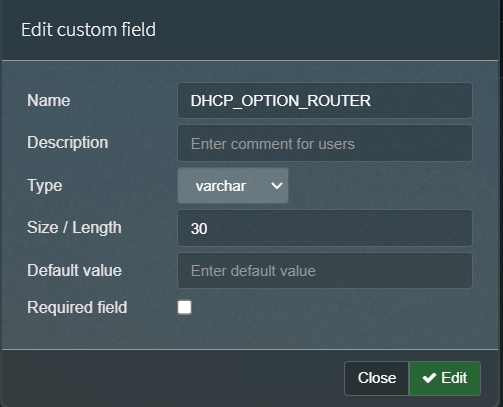 Edit custom field
Name DHCP_OPTION_ROUTER
Description Enter comment for users
Type varchar
Size / Length 30
Default value Enter default value
Required field
Close Edit